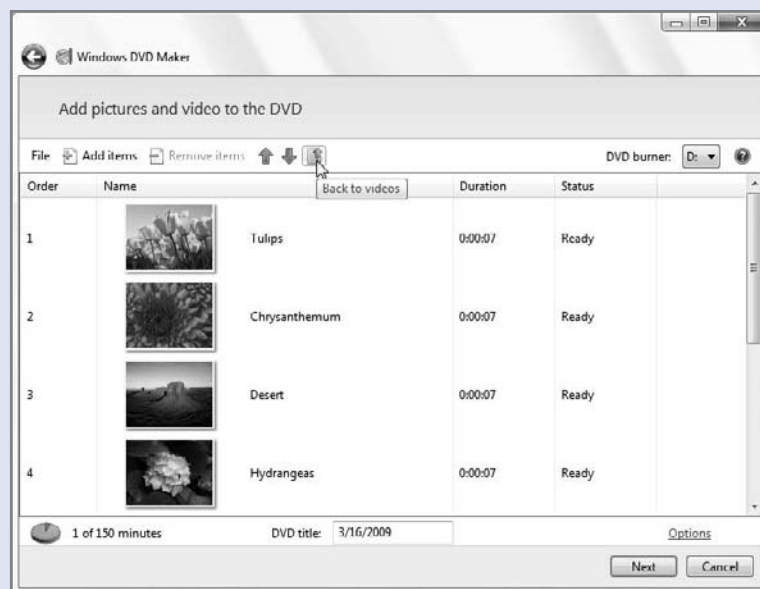 Windows DVD Maker
Add pictures and video to the DVD
File Add items Remove items DVD burner: D:
Back to videos
Order Name Duration Status
1 Tulips 0:00:07 Ready
2 Chrysanthemum 0:00:07 Ready
3 Desert 0:00:07 Ready
4 Hydrangeas 0:00:07 Ready
1 of 150 minutes DVD title: 3/16/2009 Options
Next Cancel